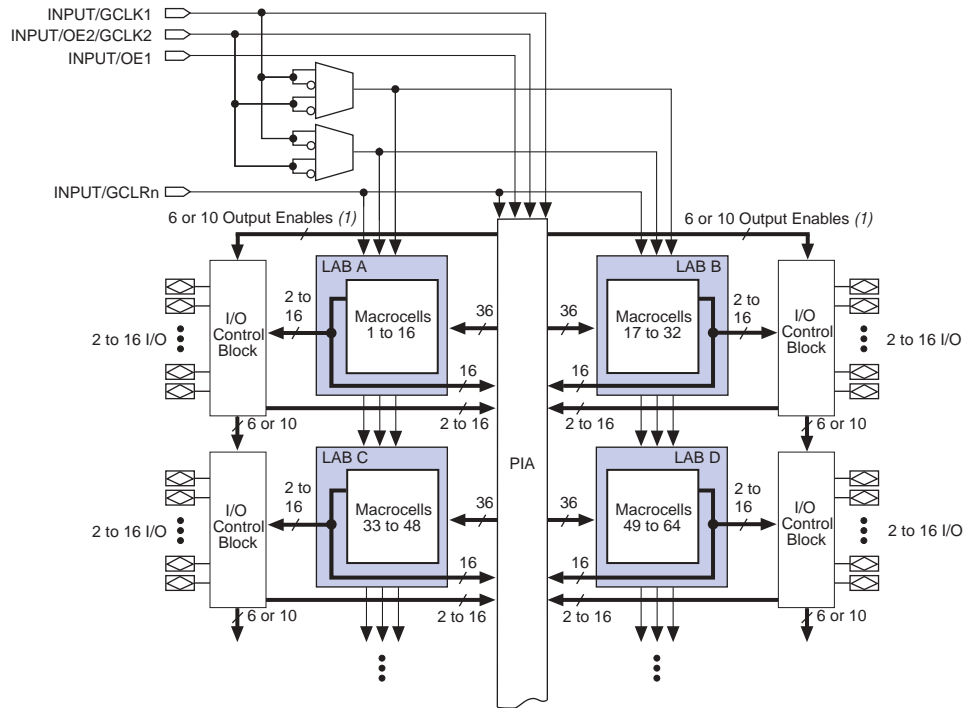 INPUT/GCLK1
INPUT/OE2/GCLK2
INPUT/OE1
INPUT/GCLRn
6 or 10 Output Enables (1)
6 or 10 Output Enables (1)
LAB A
LAB B
2 to 16 I/O
I/O
Control
Block
2 to
16
Macrocells
1 to 16
36
36
Macrocells
17 to 32
2 to
16
I/O
Control
Block
2 to 16 I/O
16
16
2 to 16
2 to 16
6 or 10
6 or 10
PIA
LAB C
LAB D
2 to 16 I/O
I/O
Control
Block
2 to
16
Macrocells
33 to 48
36
36
Macrocells
49 to 64
2 to
16
I/O
Control
Block
2 to 16 I/O
16
16
2 to 16
2 to 16
6 or 10
6 or 10